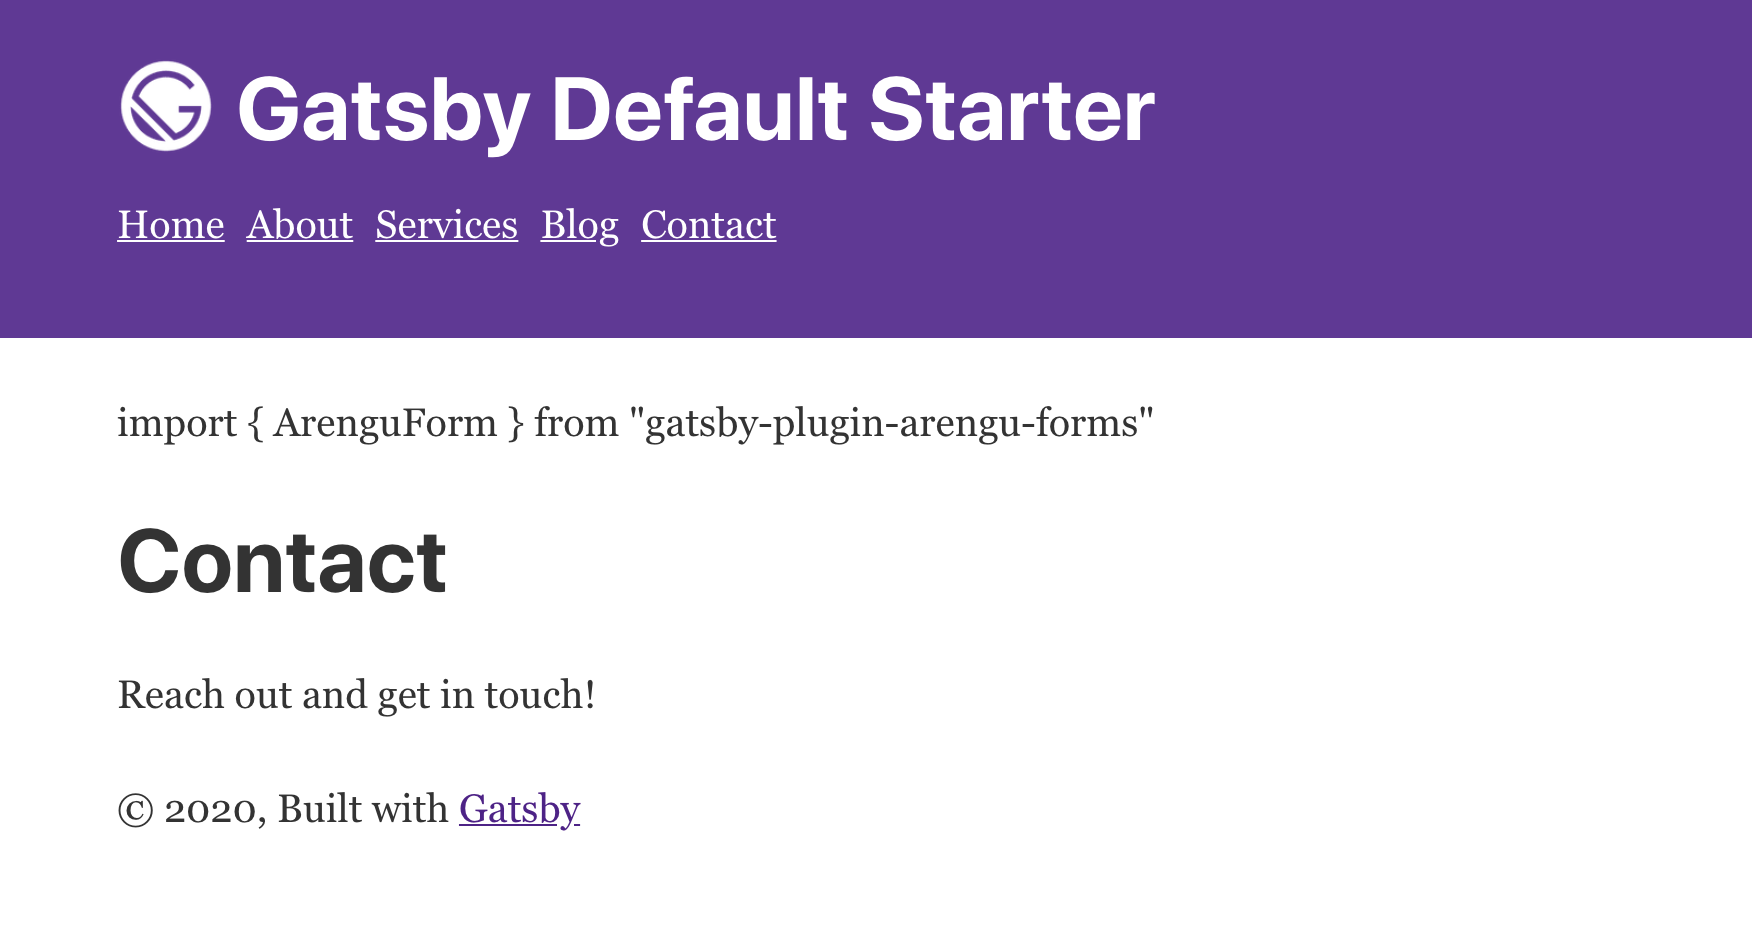 Gatsby Default Starter
Home About Services Blog Contact
import { ArenguForm } from "gatsby-plugin-arengu-forms"
Contact
Reach out and get in touch!
© 2020, Built with Gatsby